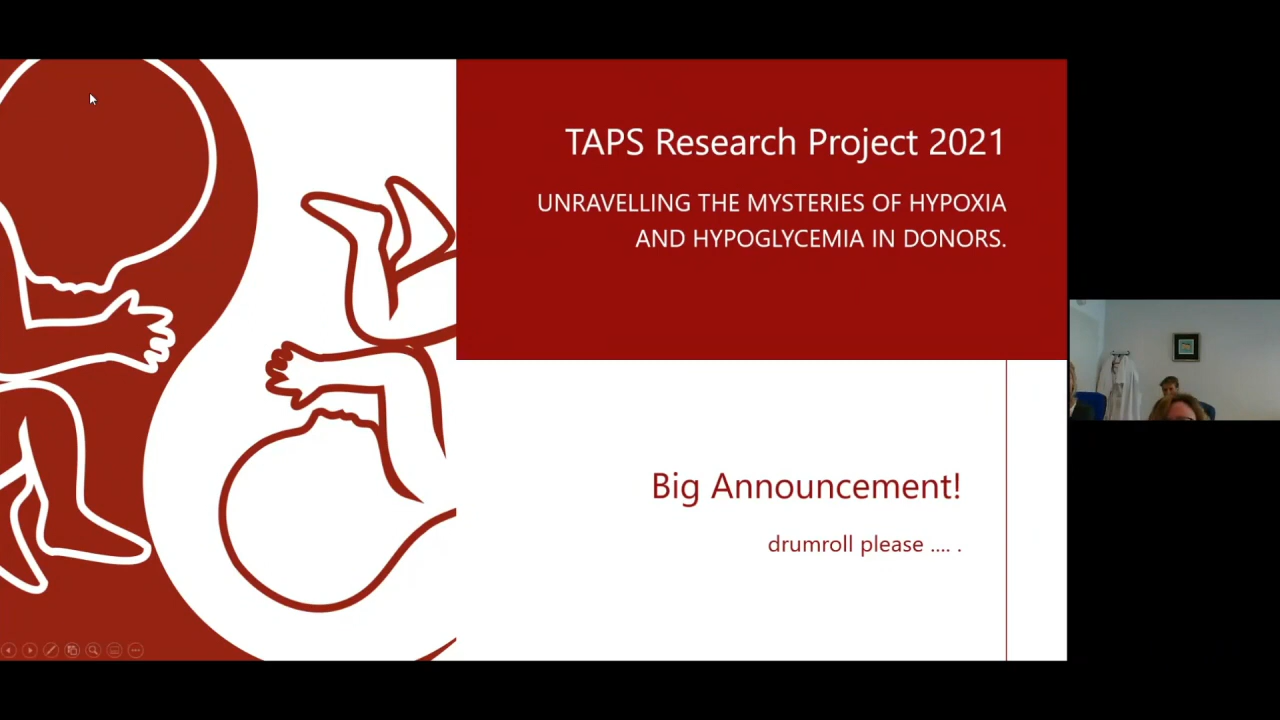 TAPS Research Project 2021
UNRAVELLING THE MYSTERIES OF HYPOXIA
AND HYPOGLYCEMIA IN DONORS.
Big Announcement!
drumroll please .... .